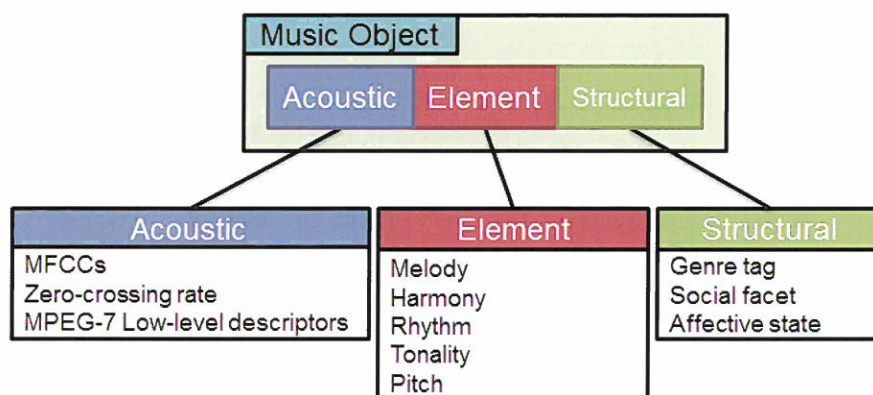 Music Object
Acoustic Element Structural
Acoustic
MFCCs
Zero-crossing rate
MPEG-7 Low-level descriptors
Element
Melody
Harmony
Rhythm
Tonality
Pitch
Structural
Genre tag
Social facet
Affective state